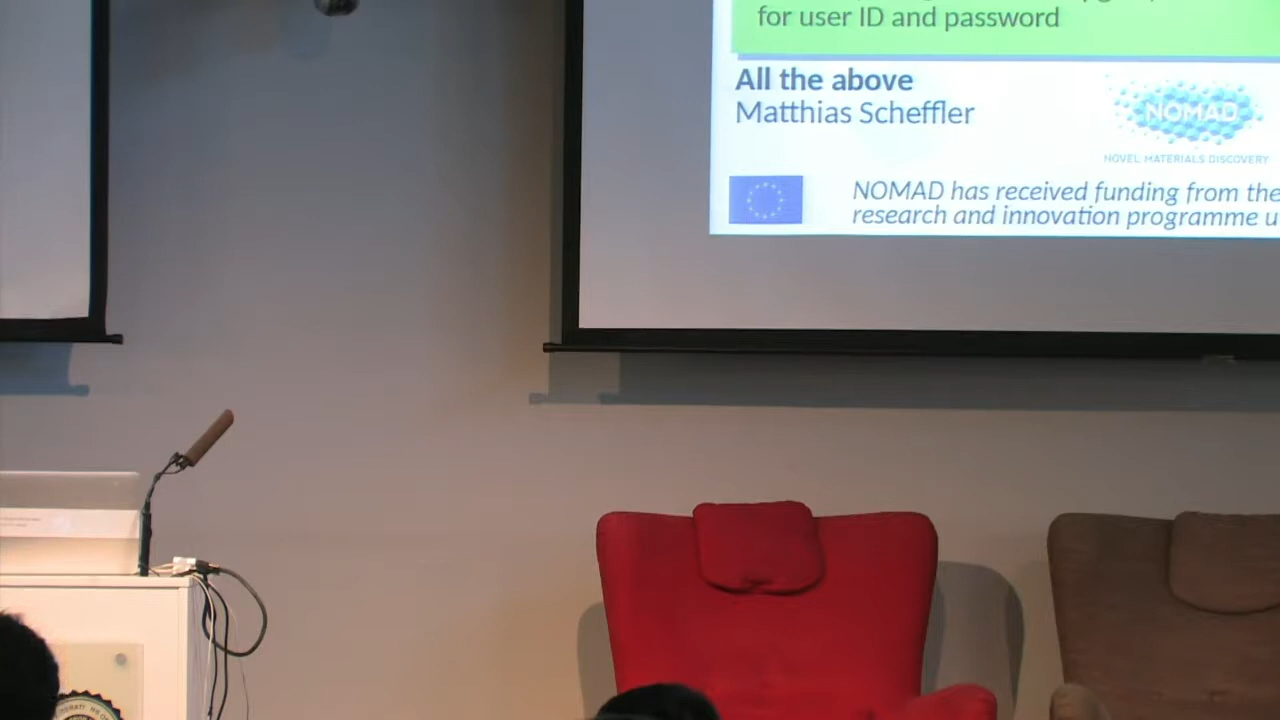 for user ID and password
All the above
Matthias Scheffler
NOMAD
NOVEL MATERIALS DISCOVERY
NOMAD has received funding from the
research and innovation programme u